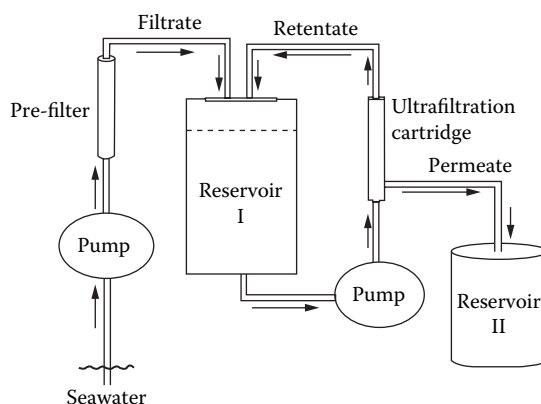 Filtrate
Retentate
Pre-filter
Ultrafiltration
cartridge
Permeate
Reservoir
I
Pump
Pump
Reservoir
II
Seawater